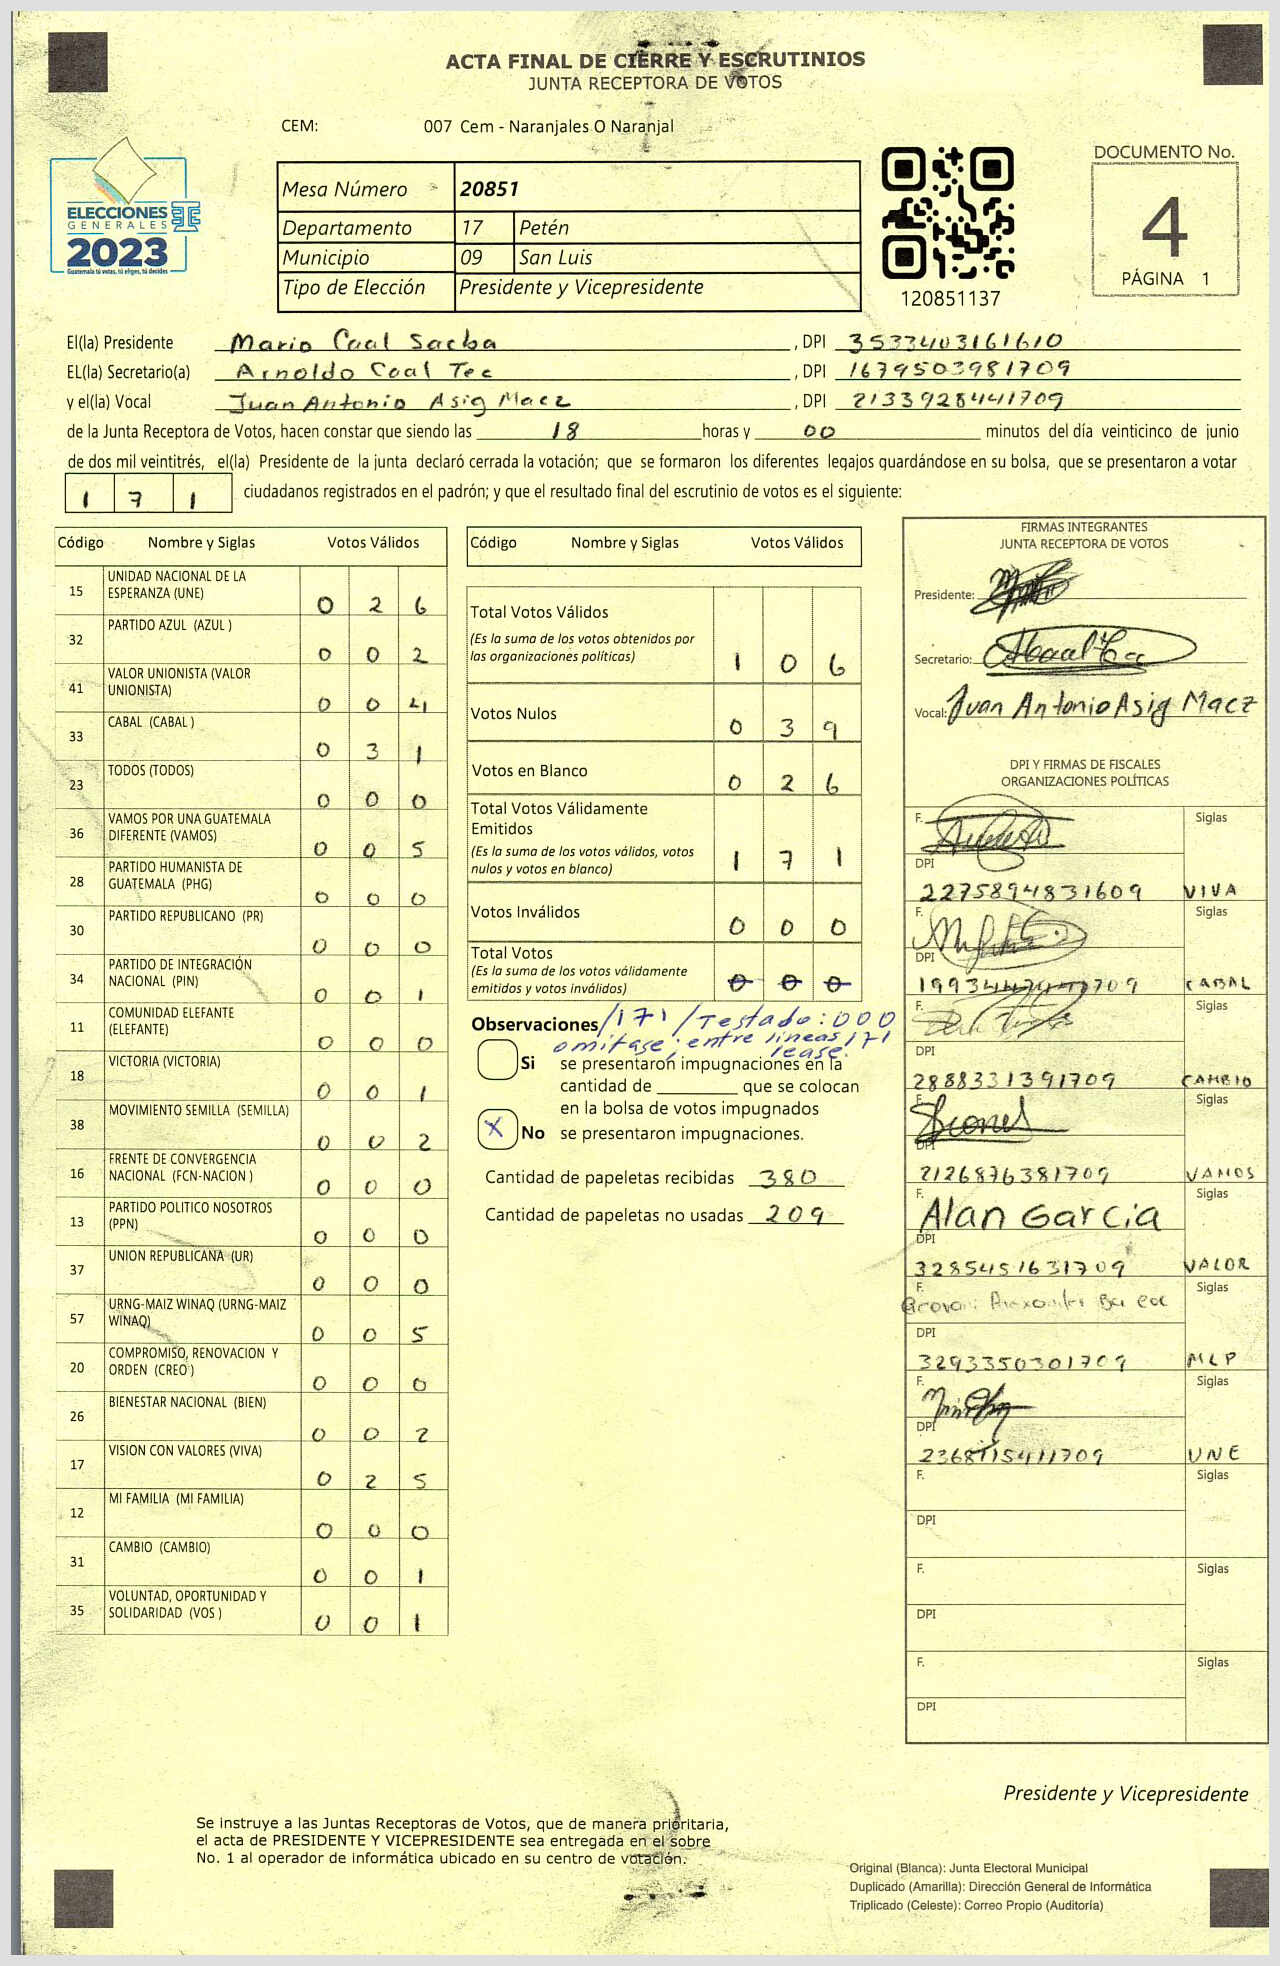 ACTA FINAL DE CIERRE Y ESCRUTINIOS
JUNTA RECEPTORA DE VOTOS
CEM: 007 Cem - Naranjales O Naranjal
ELECCIONES
GENERALES
2023
Guatemala tú votas, tú eliges, tú decides
Mesa Número 20851
Departamento 17 Petén
Municipio 09 San Luis
Tipo de Elección Presidente y Vicepresidente
120851137
DOCUMENTO No.
4
PÁGINA 1
El(la) Presidente Mario Caal Sacba, DPI 3533403161610
EL(la) Secretario(a) Arnoldo Caal Tec, DPI 1679503981709
y el(la) Vocal Juan Antonio Asig Macz, DPI 2133928441709
de la Junta Receptora de Votos, hacen constar que siendo las 18 horas y 00 minutos del día veinticinco de junio
de dos mil veintitrés, el(la) Presidente de la junta declaró cerrada la votación; que se formaron los diferentes legajos guardándose en su bolsa, que se presentaron a votar
1 7 1 ciudadanos registrados en el padrón; y que el resultado final del escrutinio de votos es el siguiente:
Código Nombre y Siglas Votos Válidos
15 UNIDAD NACIONAL DE LA ESPERANZA (UNE) 0 2 6
32 PARTIDO AZUL (AZUL ) 0 0 2
41 VALOR UNIONISTA (VALOR UNIONISTA) 0 0 4
33 CABAL (CABAL ) 0 3 1
23 TODOS (TODOS) 0 0 0
36 VAMOS POR UNA GUATEMALA DIFERENTE (VAMOS) 0 0 5
28 PARTIDO HUMANISTA DE GUATEMALA (PHG) 0 0 0
30 PARTIDO REPUBLICANO (PR) 0 0 0
34 PARTIDO DE INTEGRACIÓN NACIONAL (PIN) 0 0 1
11 COMUNIDAD ELEFANTE (ELEFANTE) 0 0 0
18 VICTORIA (VICTORIA) 0 0 1
38 MOVIMIENTO SEMILLA (SEMILLA) 0 0 2
16 FRENTE DE CONVERGENCIA NACIONAL (FCN-NACION ) 0 0 0
13 PARTIDO POLITICO NOSOTROS (PPN) 0 0 0
37 UNION REPUBLICANA (UR) 0 0 0
57 URNG-MAIZ WINAQ (URNG-MAIZ WINAQ) 0 0 5
20 COMPROMISO, RENOVACION Y ORDEN (CREO ) 0 0 0
26 BIENESTAR NACIONAL (BIEN) 0 0 2
17 VISION CON VALORES (VIVA) 0 2 5
12 MI FAMILIA (MI FAMILIA) 0 0 0
31 CAMBIO (CAMBIO) 0 0 1
35 VOLUNTAD, OPORTUNIDAD Y SOLIDARIDAD (VOS ) 0 0 1
Código Nombre y Siglas Votos Válidos
Total Votos Válidos
(Es la suma de los votos obtenidos por
las organizaciones políticas) 1 0 6
Votos Nulos 0 3 9
Votos en Blanco 0 2 6
Total Votos Válidamente
Emitidos
(Es la suma de los votos válidos, votos
nulos y votos en blanco) 1 7 1
Votos Inválidos 0 0 0
Total Votos
(Es la suma de los votos válidamente
emitidos y votos inválidos) 0 0 0
Observaciones /171/Testado: 000
omitase; entre lineas 171
lease.
Si se presentaron impugnaciones en la
cantidad de ________ que se colocan
en la bolsa de votos impugnados
X No se presentaron impugnaciones.
Cantidad de papeletas recibidas 380
Cantidad de papeletas no usadas 209
FIRMAS INTEGRANTES
JUNTA RECEPTORA DE VOTOS
Presidente:
Secretario:
Vocal: Juan Antonio Asig Macz
DPI Y FIRMAS DE FISCALES
ORGANIZACIONES POLÍTICAS
F. Siglas
DPI
2275894831609 VIVA
F. Siglas
DPI
CABAL
F. Siglas
DPI
2888331391709 CAMBIO
F. Siglas
DPI
2126876381709 VAMOS
F. Siglas
Alan Garcia
DPI
3285451631709 VALOR
F. Siglas
DPI
3293350301709 MLP
F. Siglas
DPI
UNE
F. Siglas
DPI
F. Siglas
DPI
F. Siglas
DPI
Presidente y Vicepresidente
Se instruye a las Juntas Receptoras de Votos, que de manera prioritaria,
el acta de PRESIDENTE Y VICEPRESIDENTE sea entregada en el sobre
No. 1 al operador de informática ubicado en su centro de votación.
Original (Blanca): Junta Electoral Municipal
Duplicado (Amarilla): Dirección General de Informática
Triplicado (Celeste): Correo Propio (Auditoría)